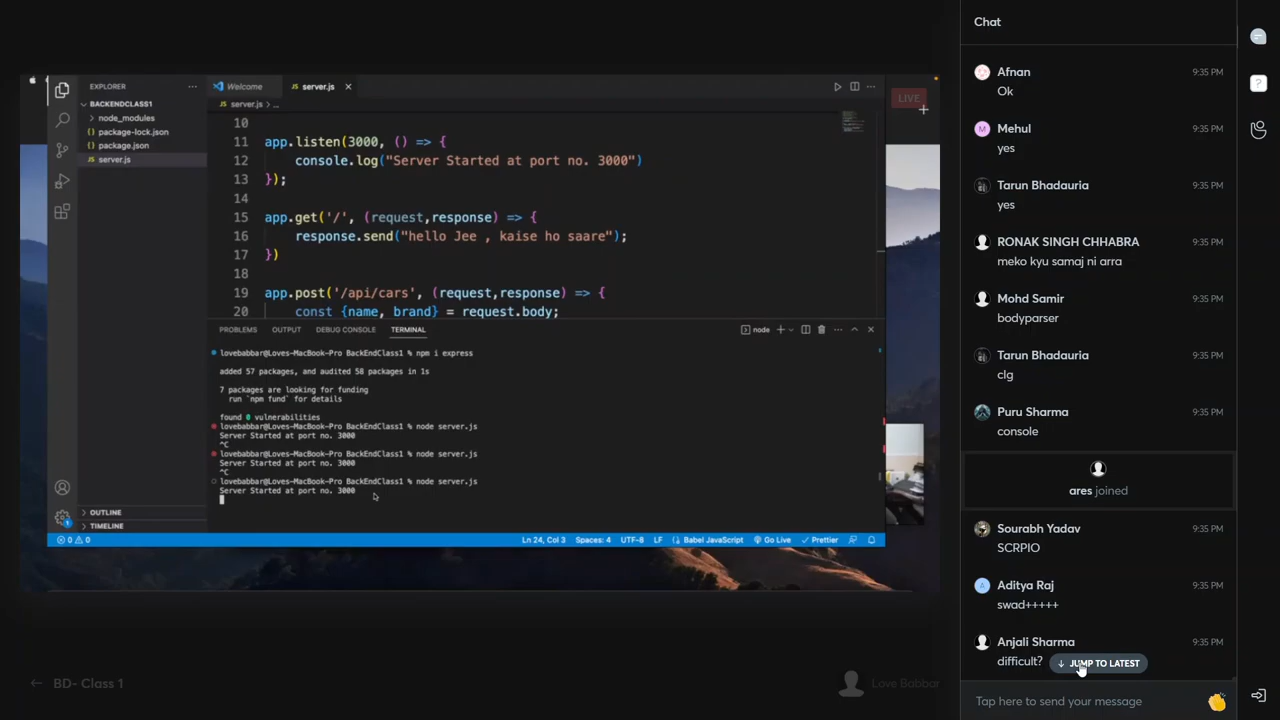 EXPLORER
BACKENDCLASS1
node_modules
package-lock.json
package.json
server.js
OUTLINE
TIMELINE
Welcome
server.js
server.js > ...
10
11 app.listen(3000, () => {
12 console.log("Server Started at port no. 3000")
13 });
14
15 app.get('/', (request,response) => {
16 response.send("hello Jee , kaise ho saare");
17 })
18
19 app.post('/api/cars', (request,response) => {
20 const {name, brand} = request.body;
PROBLEMS OUTPUT DEBUG CONSOLE TERMINAL
node
lovebabbar@Loves-MacBook-Pro BackEndClass1 % npm i express
added 57 packages, and audited 58 packages in 1s
7 packages are looking for funding
run `npm fund` for details
found 0 vulnerabilities
lovebabbar@Loves-MacBook-Pro BackEndClass1 % node server.js
Server Started at port no. 3000
^C
lovebabbar@Loves-MacBook-Pro BackEndClass1 % node server.js
Server Started at port no. 3000
^C
lovebabbar@Loves-MacBook-Pro BackEndClass1 % node server.js
Server Started at port no. 3000
0 0 Ln 24, Col 3 Spaces: 4 UTF-8 LF Babel JavaScript Go Live Prettier
LIVE
BD- Class 1
Love Babbar
Chat
Afnan 9:35 PM
Ok
M Mehul 9:35 PM
yes
Tarun Bhadauria 9:35 PM
yes
RONAK SINGH CHHABRA 9:35 PM
meko kyu samaj ni arra
Mohd Samir 9:35 PM
bodyparser
Tarun Bhadauria 9:35 PM
clg
Puru Sharma 9:35 PM
console
ares joined
Sourabh Yadav 9:35 PM
SCRPIO
A Aditya Raj 9:35 PM
swad+++++
Anjali Sharma 9:35 PM
difficult?
JUMP TO LATEST
Tap here to send your message